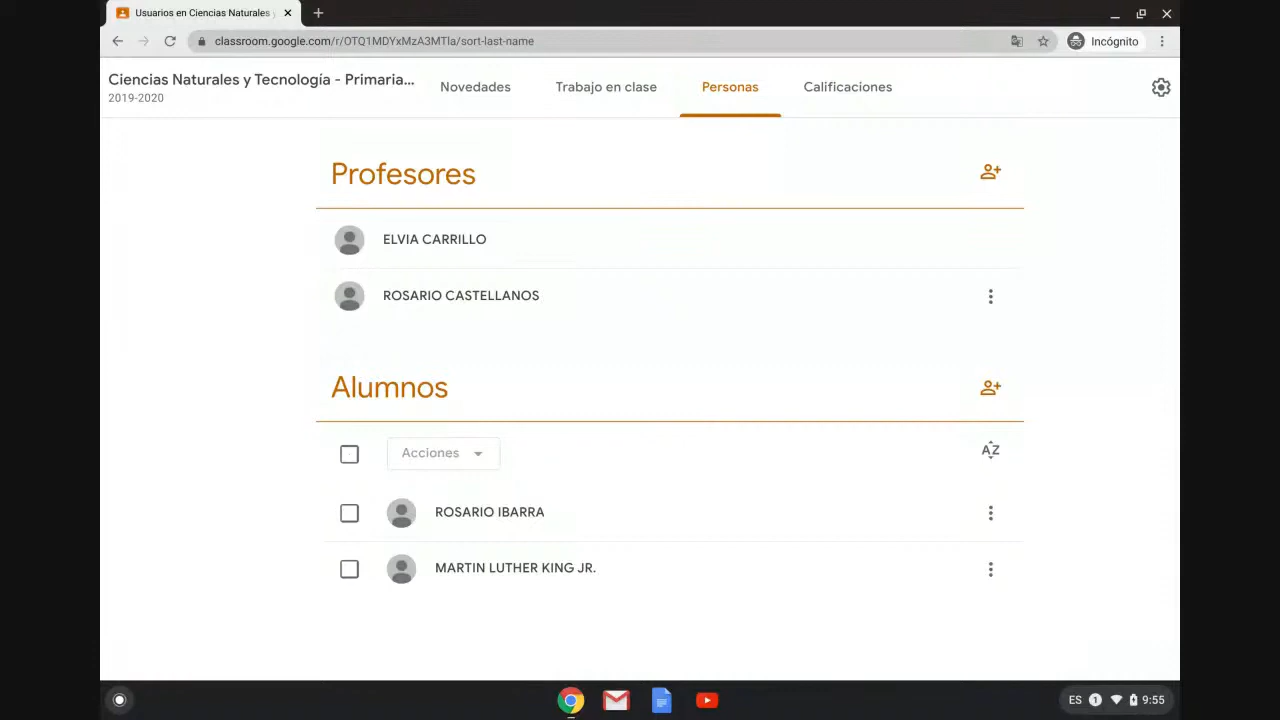 Usuarios en Ciencias Naturales y
classroom.google.com/r/OTQ1MDYxMzA3MTla/sort-last-name
Incógnito
Ciencias Naturales y Tecnología - Primaria...
2019-2020
Novedades
Trabajo en clase
Personas
Calificaciones
Profesores
ELVIA CARRILLO
ROSARIO CASTELLANOS
Alumnos
Acciones
AZ
ROSARIO IBARRA
MARTIN LUTHER KING JR.
ES 1 9:55